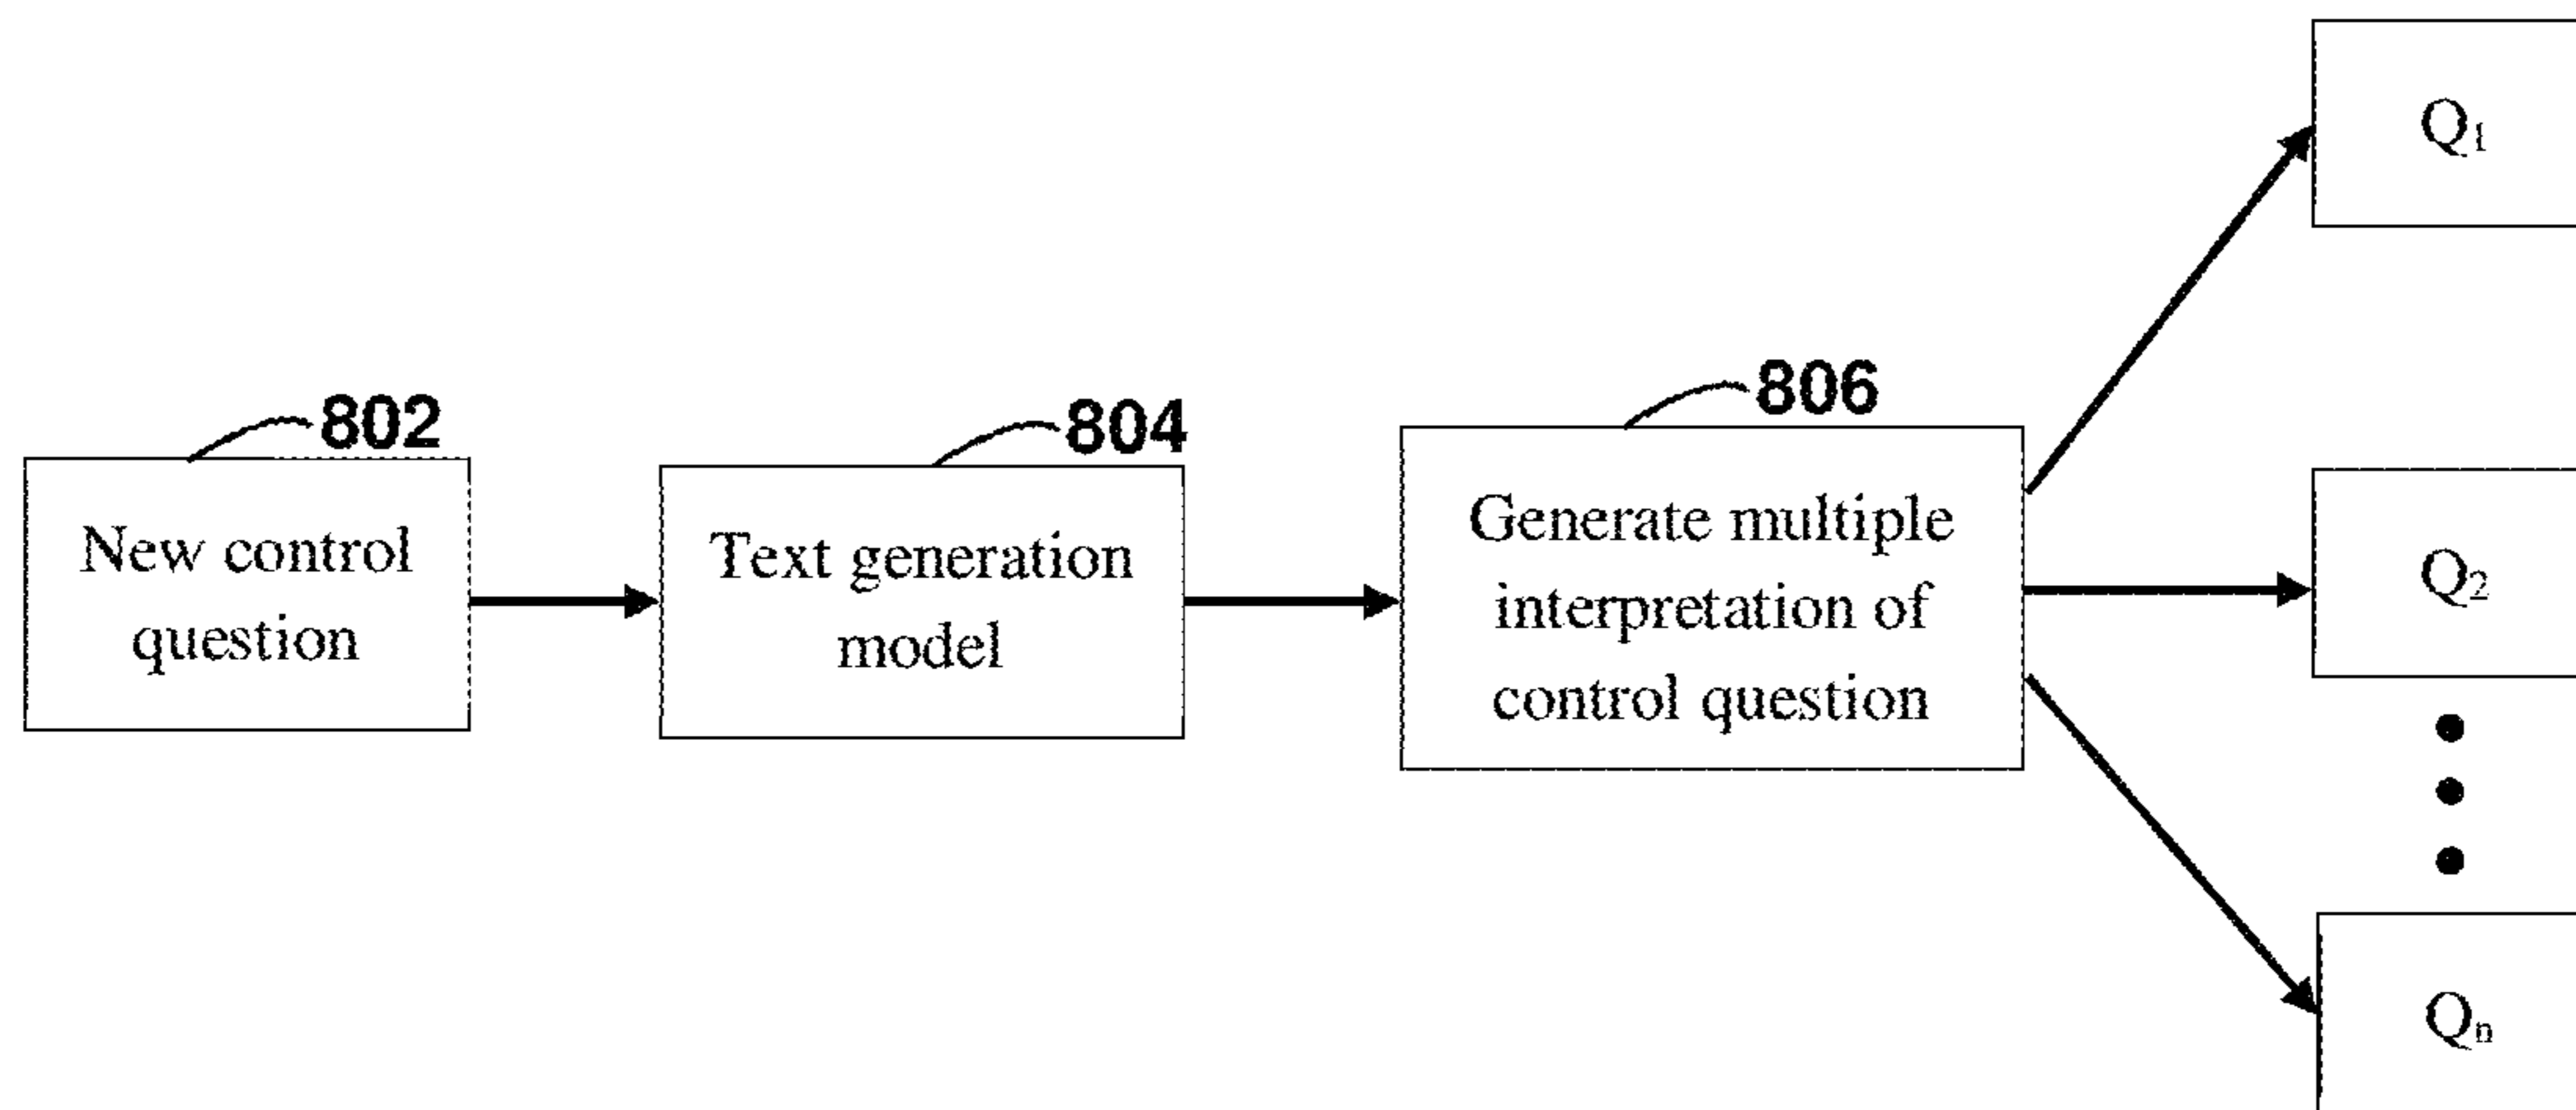 Q₁
806
802
804
Generate multiple
New control
Text generation
interpretation of
Q₂
question
model
control question
Qₙ